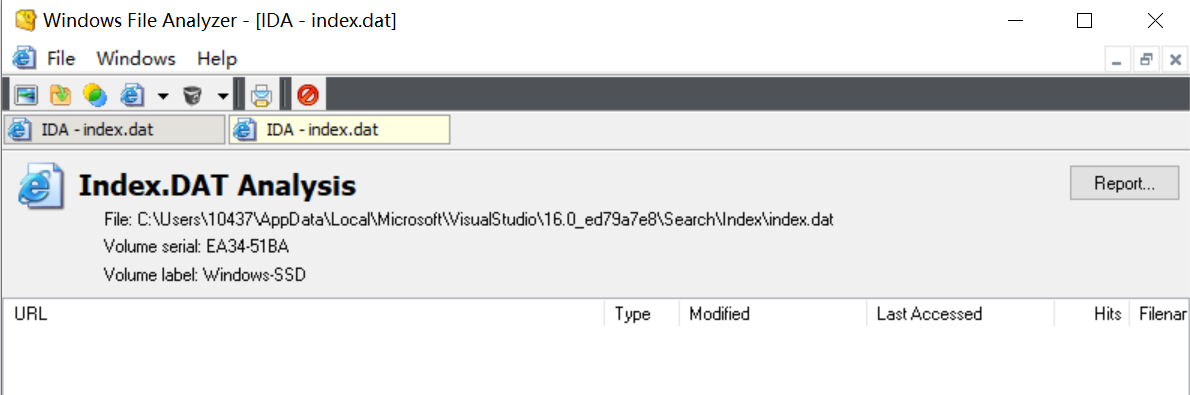 Windows File Analyzer - [IDA - index.dat]
File Windows Help
IDA - index.dat IDA - index.dat
Index.DAT Analysis
Report...
File: C:\Users\10437\AppData\Local\Microsoft\VisualStudio\16.0_ed79a7e8\Search\Index\index.dat
Volume serial: EA34-51BA
Volume label: Windows-SSD
URL Type Modified Last Accessed Hits Filenar